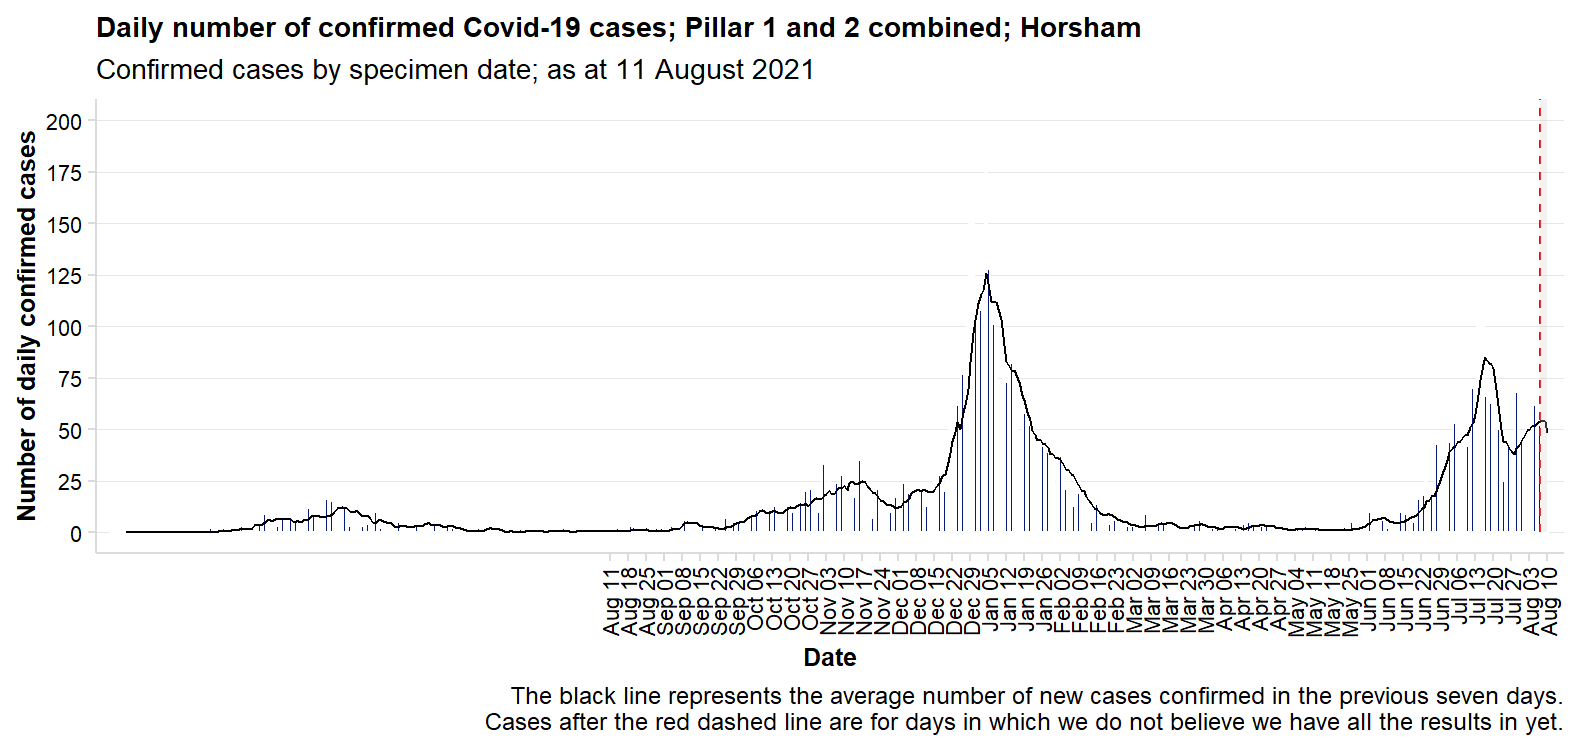 Daily number of confirmed Covid-19 cases; Pillar 1 and 2 combined; Horsham
Confirmed cases by specimen date; as at 11 August 2021
Number of daily confirmed cases
200
175
150
125
100
75
50
25
0
Aug 11
Aug 18
Aug 25
Sep 01
Sep 08
Sep 15
Sep 22
Sep 29
Oct 06
Oct 13
Oct 20
Oct 27
Nov 03
Nov 10
Nov 17
Nov 24
Dec 01
Dec 08
Dec 15
Dec 22
Dec 29
Jan 05
Jan 12
Jan 19
Jan 26
Feb 02
Feb 09
Feb 16
Feb 23
Mar 02
Mar 09
Mar 16
Mar 23
Mar 30
Apr 06
Apr 13
Apr 20
Apr 27
May 04
May 11
May 18
May 25
Jun 01
Jun 08
Jun 15
Jun 22
Jun 29
Jul 06
Jul 13
Jul 20
Jul 27
Aug 03
Aug 10
Date
The black line represents the average number of new cases confirmed in the previous seven days.
Cases after the red dashed line are for days in which we do not believe we have all the results in yet.